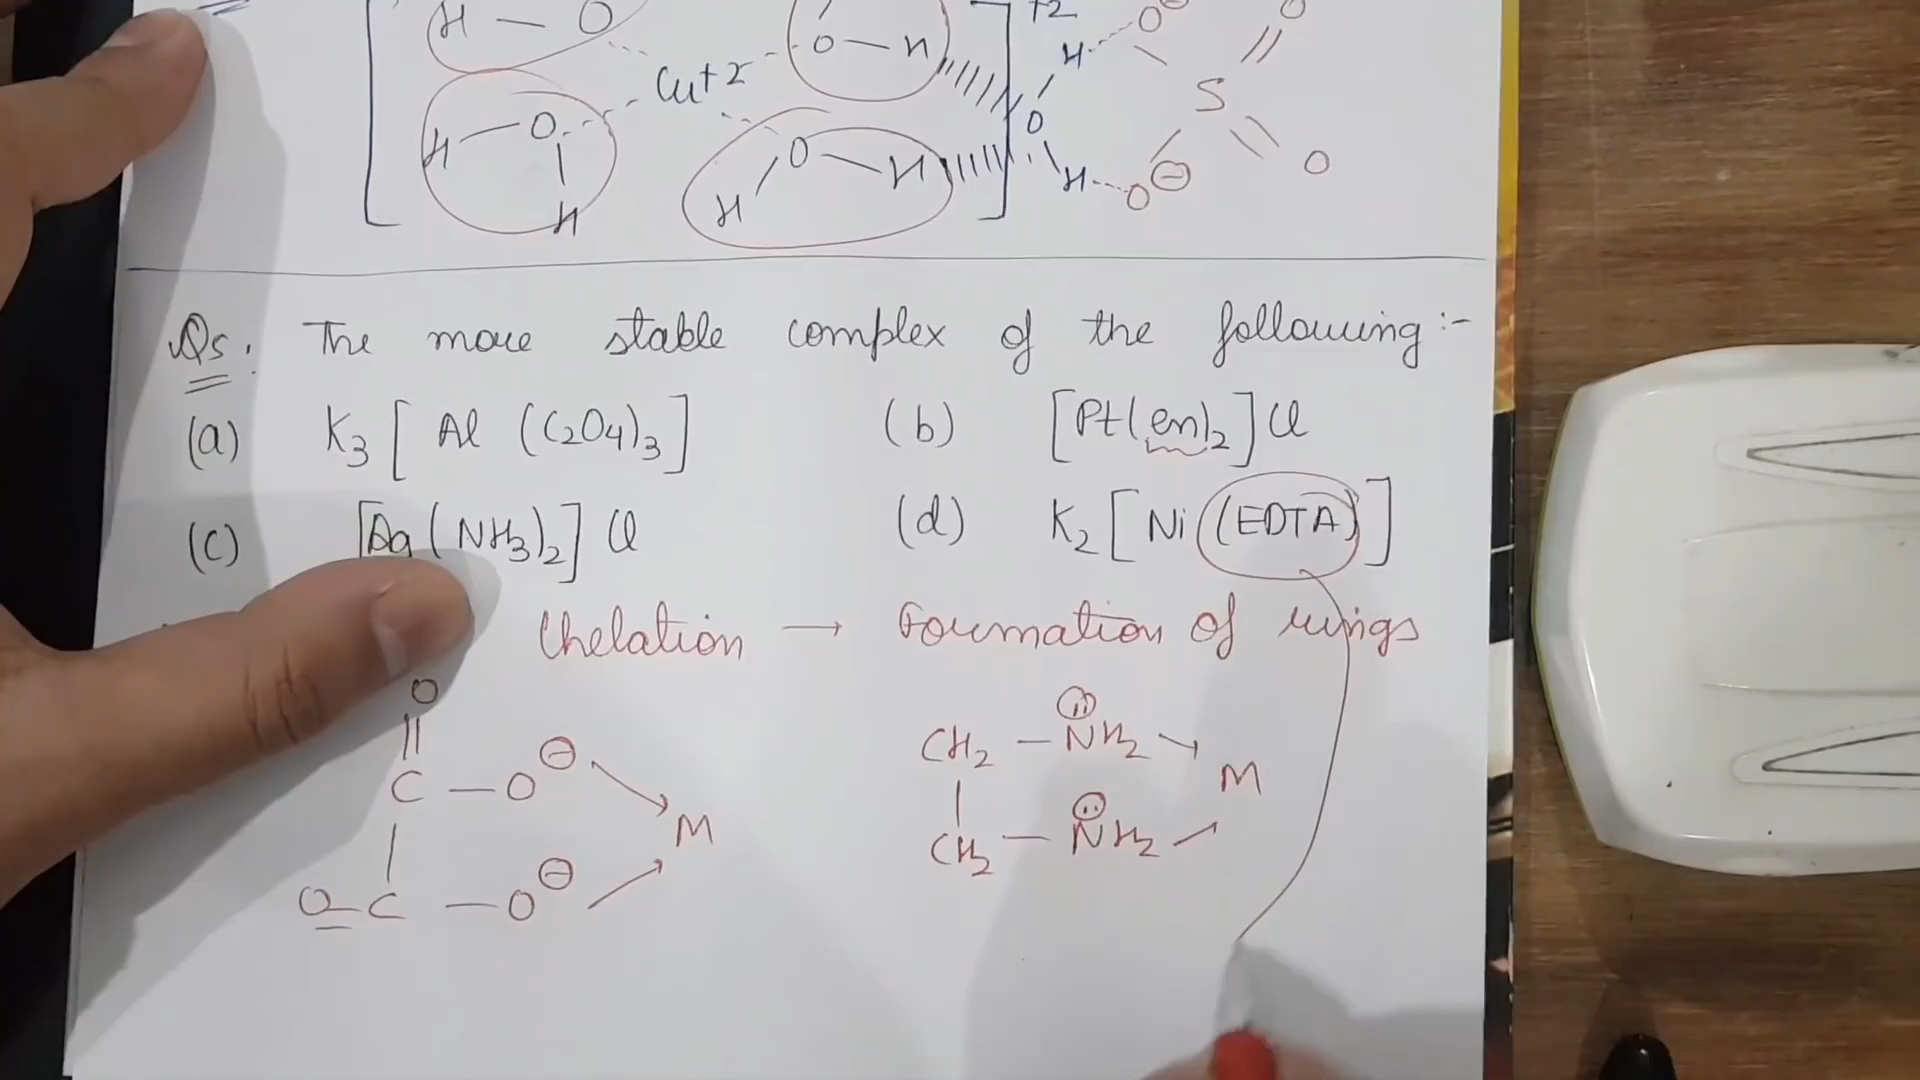 +2
H — O
O — H
H
O⊖
O
Cu+2
S
H — O
H
O — H
H
O
H
O⊖
O
Qs. The more stable complex of the following :-
(a) K3 [ Al (C2O4)3 ] (b) [Pt(en)2]Cl
(c) [Ag(NH3)2] Cl (d) K2 [ Ni (EDTA) ]
Chelation → Formation of rings
O
||
C — O⊖
|
O=C — O⊖
M
CH2 — NH2
|
CH2 — NH2
M